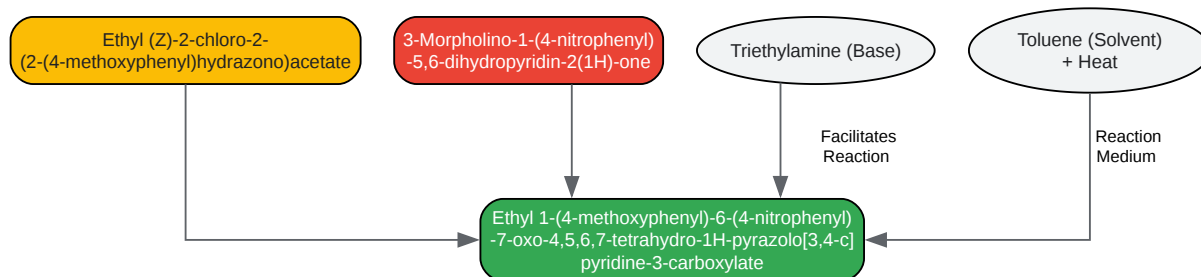 Ethyl (Z)-2-chloro-2-
(2-(4-methoxyphenyl)hydrazono)acetate
3-Morpholino-1-(4-nitrophenyl)
-5,6-dihydropyridin-2(1H)-one
Triethylamine (Base)
Toluene (Solvent)
+ Heat
Facilitates
Reaction
Reaction
Medium
Ethyl 1-(4-methoxyphenyl)-6-(4-nitrophenyl)
-7-oxo-4,5,6,7-tetrahydro-1H-pyrazolo[3,4-c]
pyridine-3-carboxylate